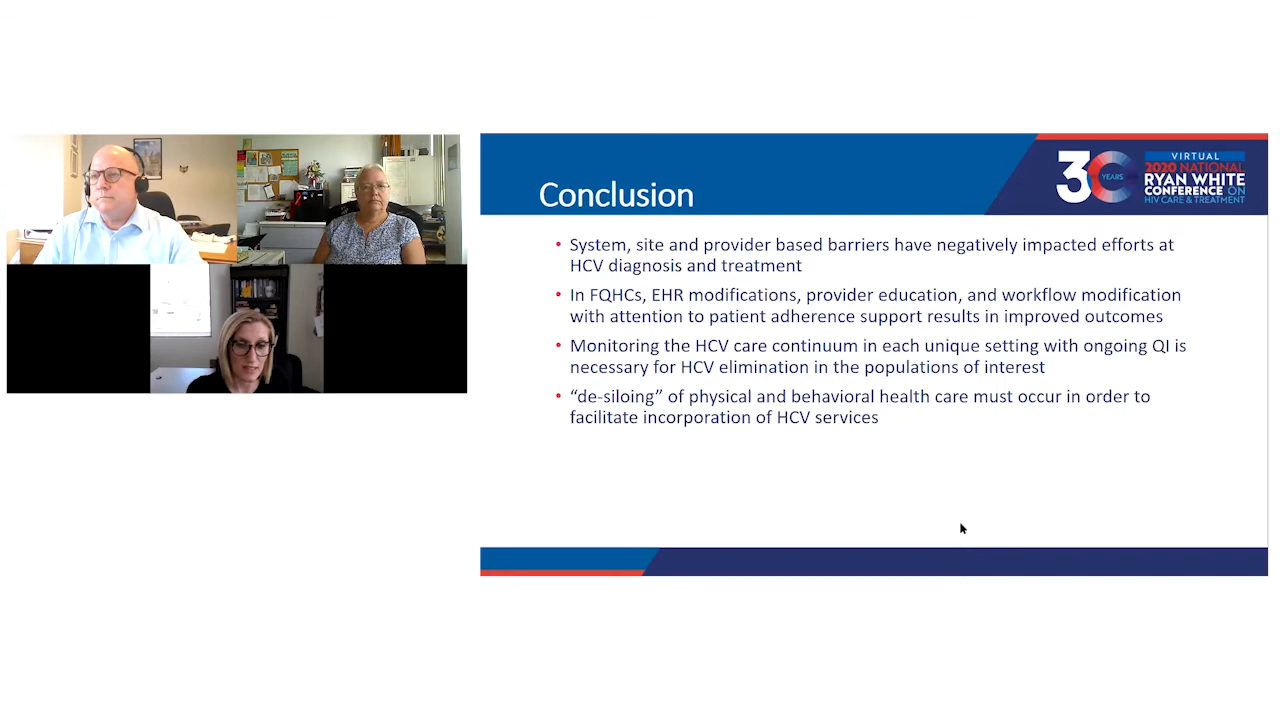 Conclusion
30 YEARS
VIRTUAL
2020 NATIONAL
RYAN WHITE
CONFERENCE ON
HIV CARE & TREATMENT
• System, site and provider based barriers have negatively impacted efforts at
HCV diagnosis and treatment
• In FQHCs, EHR modifications, provider education, and workflow modification
with attention to patient adherence support results in improved outcomes
• Monitoring the HCV care continuum in each unique setting with ongoing QI is
necessary for HCV elimination in the populations of interest
• “de-siloing” of physical and behavioral health care must occur in order to
facilitate incorporation of HCV services